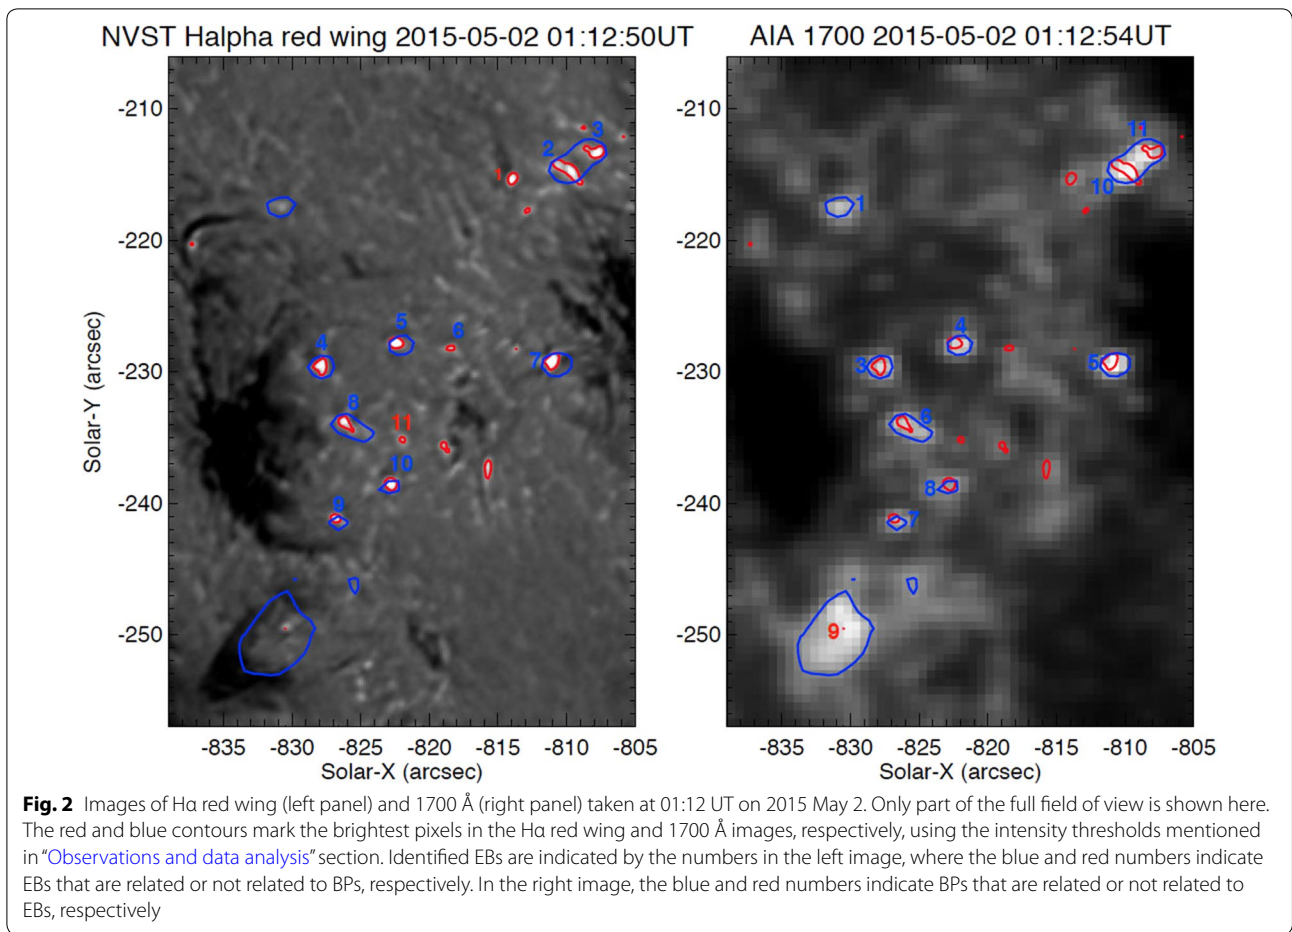 NVST Halpha red wing 2015-05-02 01:12:50UT
AIA 1700 2015-05-02 01:12:54UT
Solar-Y (arcsec)
-210
-220
-230
-240
-250
1
2
3
4
5
6
7
8
11
10
9
-835 -830 -825 -820 -815 -810 -805
Solar-X (arcsec)
-210
-220
-230
-240
-250
11
10
1
4
3
5
6
8
7
9
-835 -830 -825 -820 -815 -810 -805
Solar-X (arcsec)
Fig. 2 Images of Hα red wing (left panel) and 1700 Å (right panel) taken at 01:12 UT on 2015 May 2. Only part of the full field of view is shown here.
The red and blue contours mark the brightest pixels in the Hα red wing and 1700 Å images, respectively, using the intensity thresholds mentioned
in “Observations and data analysis” section. Identified EBs are indicated by the numbers in the left image, where the blue and red numbers indicate
EBs that are related or not related to BPs, respectively. In the right image, the blue and red numbers indicate BPs that are related or not related to
EBs, respectively